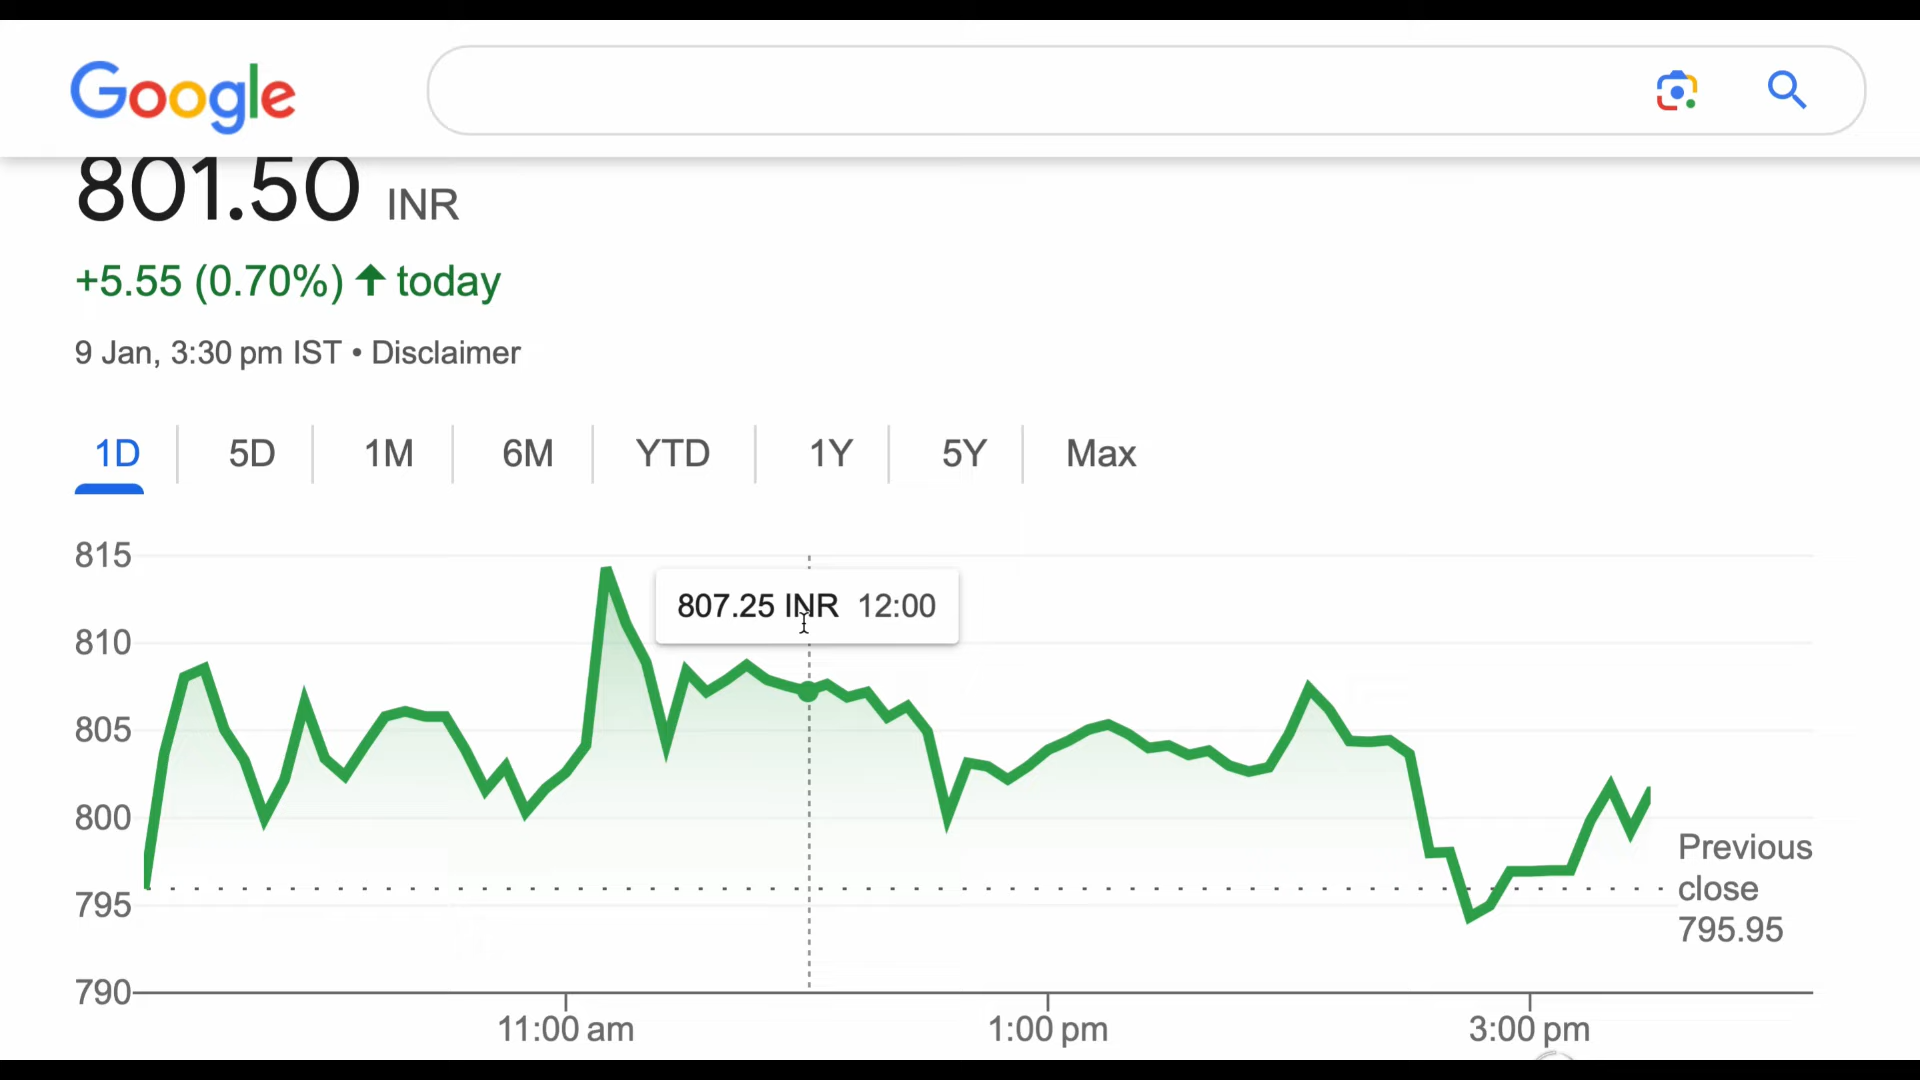 Google
801.50 INR
+5.55 (0.70%) ↑ today
9 Jan, 3:30 pm IST • Disclaimer
1D 5D 1M 6M YTD 1Y 5Y Max
815
807.25 INR 12:00
810
805
800
795
790
Previous
close
795.95
11:00 am 1:00 pm 3:00 pm